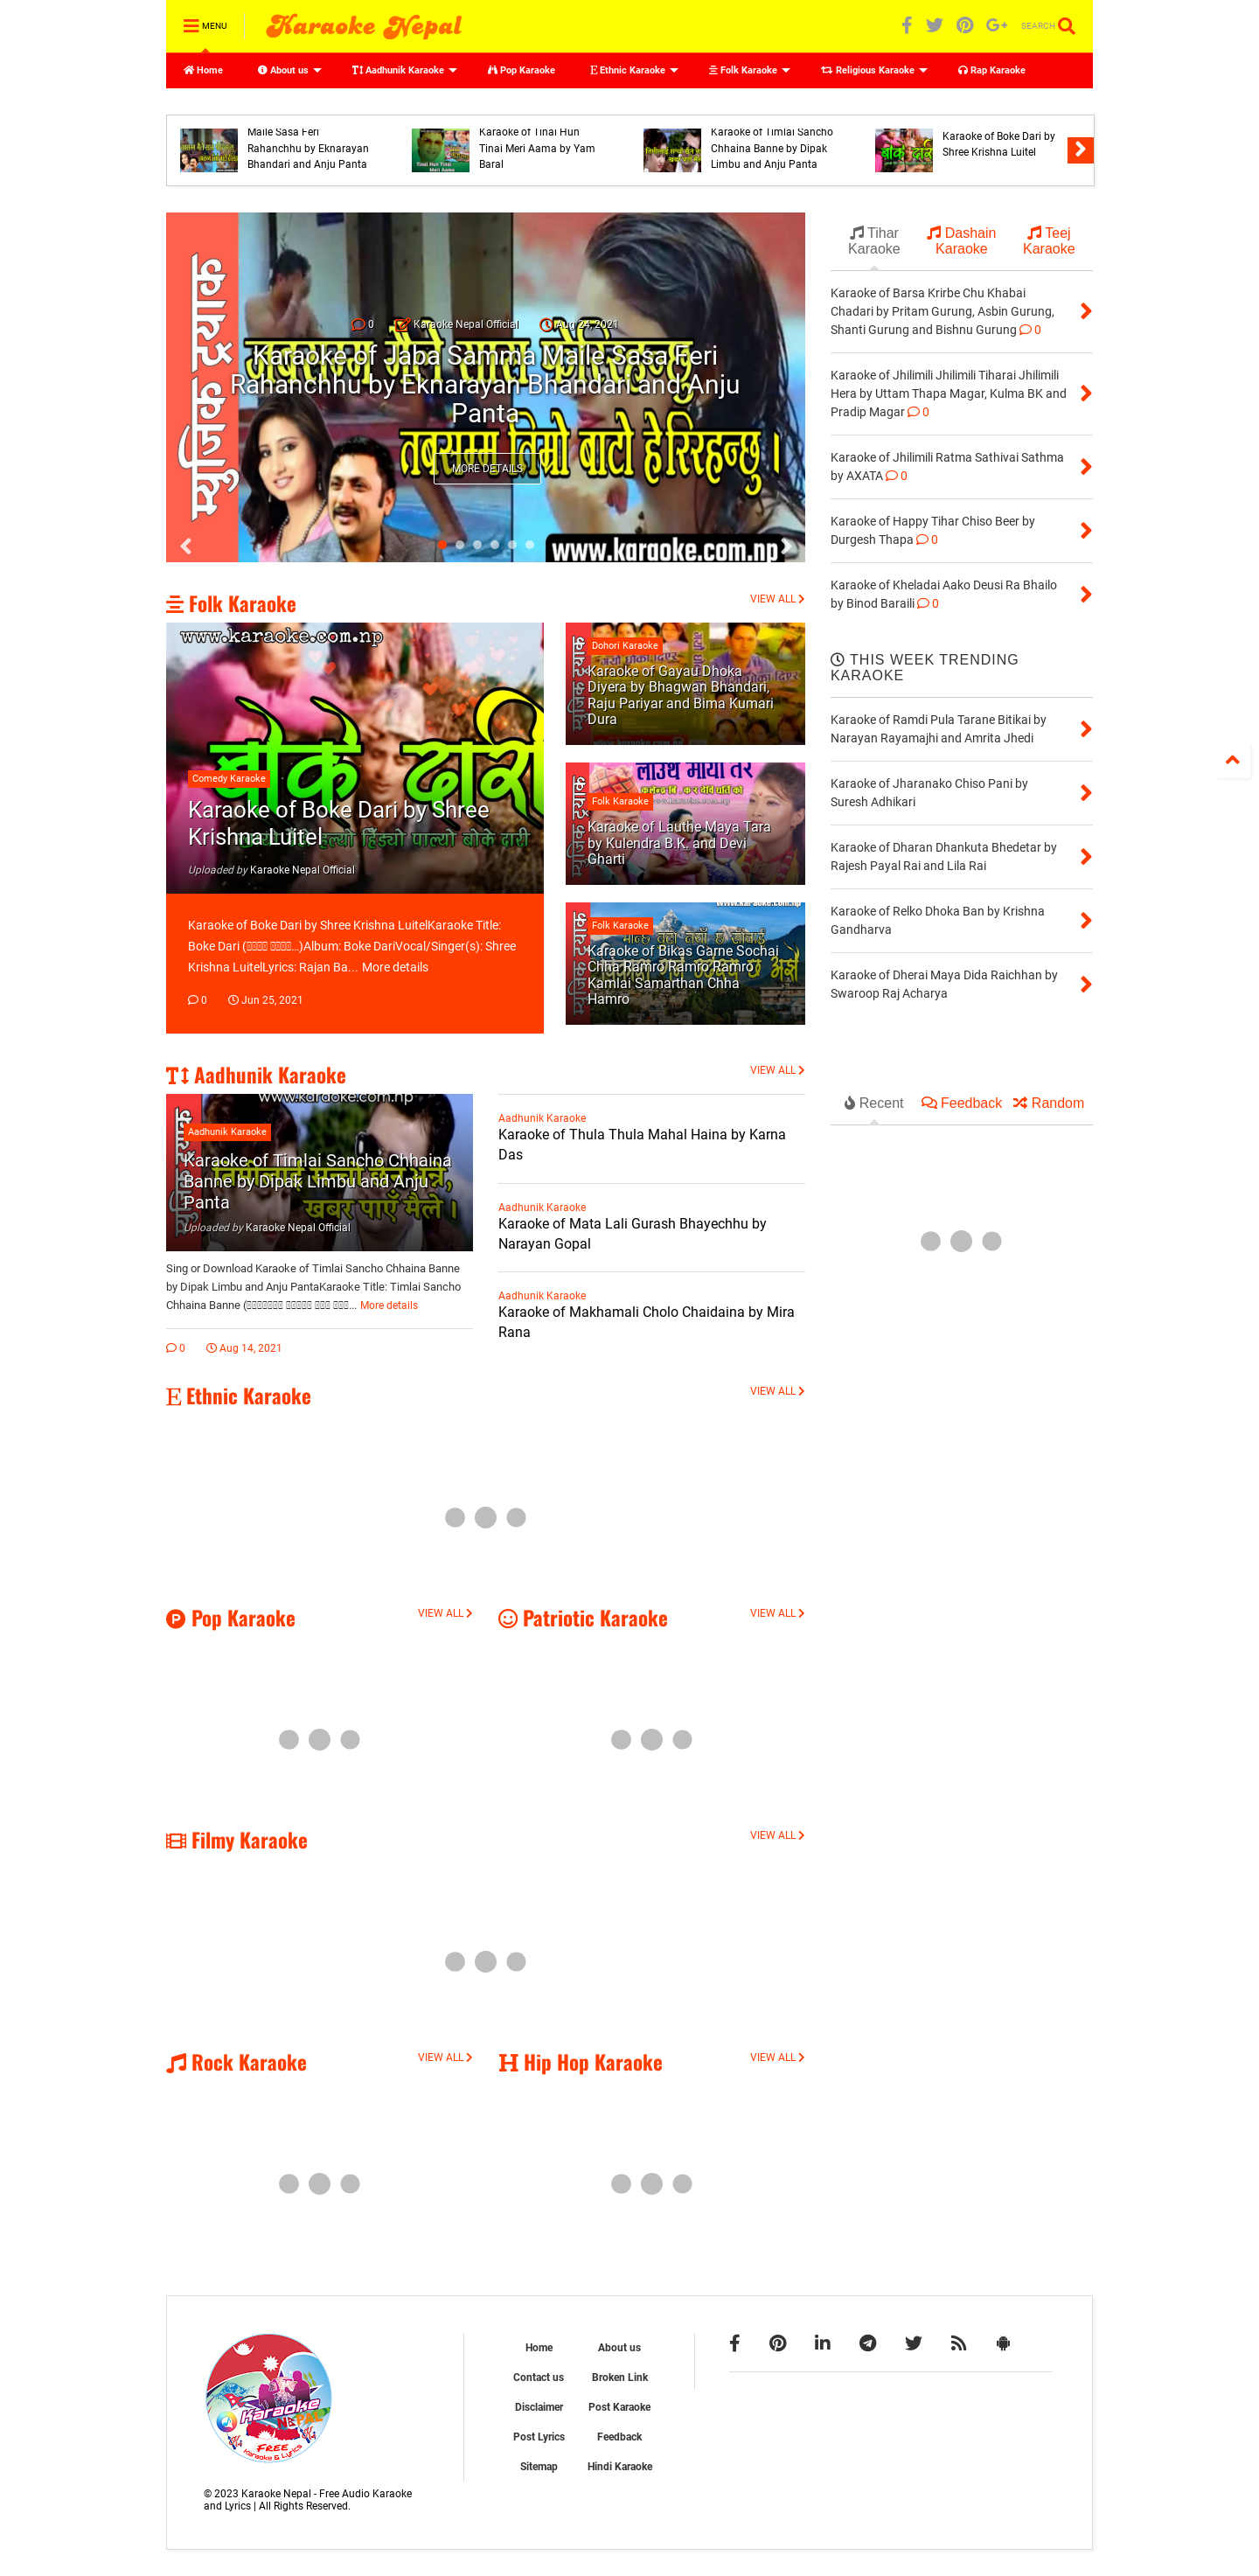 MENU
Karaoke Nepal
SEARCH
Home
About us
Aadhunik Karaoke
Pop Karaoke
Ethnic Karaoke
Folk Karaoke
Religious Karaoke
Rap Karaoke
Maile Sasa Feri
Rahanchhu by Eknarayan
Bhandari and Anju Panta
Karaoke of Tinai Hun
Tinai Meri Aama by Yam
Baral
Karaoke of Timlai Sancho
Chhaina Banne by Dipak
Limbu and Anju Panta
Karaoke of Boke Dari by
Shree Krishna Luitel
म्युजिक ट्रयाक
0
Karaoke Nepal Official
Aug 24, 2021
Karaoke of Jaba Samma Maile Sasa Feri
Rahanchhu by Eknarayan Bhandari and Anju
Panta
MORE DETAILS
www.karaoke.com.np
Tihar
Karaoke
Dashain
Karaoke
Teej
Karaoke
Karaoke of Barsa Krirbe Chu Khabai
Chadari by Pritam Gurung, Asbin Gurung,
Shanti Gurung and Bishnu Gurung 0
Karaoke of Jhilimili Jhilimili Tiharai Jhilimili
Hera by Uttam Thapa Magar, Kulma BK and
Pradip Magar 0
Karaoke of Jhilimili Ratma Sathivai Sathma
by AXATA 0
Karaoke of Happy Tihar Chiso Beer by
Durgesh Thapa 0
Karaoke of Kheladai Aako Deusi Ra Bhailo
by Binod Baraili 0
THIS WEEK TRENDING
KARAOKE
Karaoke of Ramdi Pula Tarane Bitikai by
Narayan Rayamajhi and Amrita Jhedi
Karaoke of Jharanako Chiso Pani by
Suresh Adhikari
Karaoke of Dharan Dhankuta Bhedetar by
Rajesh Payal Rai and Lila Rai
Karaoke of Relko Dhoka Ban by Krishna
Gandharva
Karaoke of Dherai Maya Dida Raichhan by
Swaroop Raj Acharya
Recent
Feedback
Random
Folk Karaoke
VIEW ALL
www.karaoke.com.np
बोके दारी
Comedy Karaoke
Karaoke of Boke Dari by Shree
Krishna Luitel
Uploaded by Karaoke Nepal Official
Karaoke of Boke Dari by Shree Krishna LuitelKaraoke Title:
Boke Dari (▯▯▯▯ ▯▯▯▯...)Album: Boke DariVocal/Singer(s): Shree
Krishna LuitelLyrics: Rajan Ba... More details
0
Jun 25, 2021
Dohori Karaoke
Karaoke of Gayau Dhoka
Diyera by Bhagwan Bhandari,
Raju Pariyar and Bima Kumari
Dura
Folk Karaoke
Karaoke of Lauthe Maya Tara
by Kulendra B.K. and Devi
Gharti
Folk Karaoke
Karaoke of Bikas Garne Sochai
Chha Ramro Ramro Ramro
Kamlai Samarthan Chha
Hamro
Aadhunik Karaoke
VIEW ALL
www.karaoke.com.np
Aadhunik Karaoke
Karaoke of Timlai Sancho Chhaina
Banne by Dipak Limbu and Anju
Panta
Uploaded by Karaoke Nepal Official
Sing or Download Karaoke of Timlai Sancho Chhaina Banne
by Dipak Limbu and Anju PantaKaraoke Title: Timlai Sancho
Chhaina Banne (▯▯▯▯▯▯▯ ▯▯▯▯▯ ▯▯▯ ▯▯▯... More details
0
Aug 14, 2021
Aadhunik Karaoke
Karaoke of Thula Thula Mahal Haina by Karna
Das
Aadhunik Karaoke
Karaoke of Mata Lali Gurash Bhayechhu by
Narayan Gopal
Aadhunik Karaoke
Karaoke of Makhamali Cholo Chaidaina by Mira
Rana
Ethnic Karaoke
VIEW ALL
Pop Karaoke
VIEW ALL
Patriotic Karaoke
VIEW ALL
Filmy Karaoke
VIEW ALL
Rock Karaoke
VIEW ALL
Hip Hop Karaoke
VIEW ALL
Karaoke
NEPAL
FREE
Karaoke & Lyrics
© 2023 Karaoke Nepal - Free Audio Karaoke
and Lyrics | All Rights Reserved.
Home
About us
Contact us
Broken Link
Disclaimer
Post Karaoke
Post Lyrics
Feedback
Sitemap
Hindi Karaoke